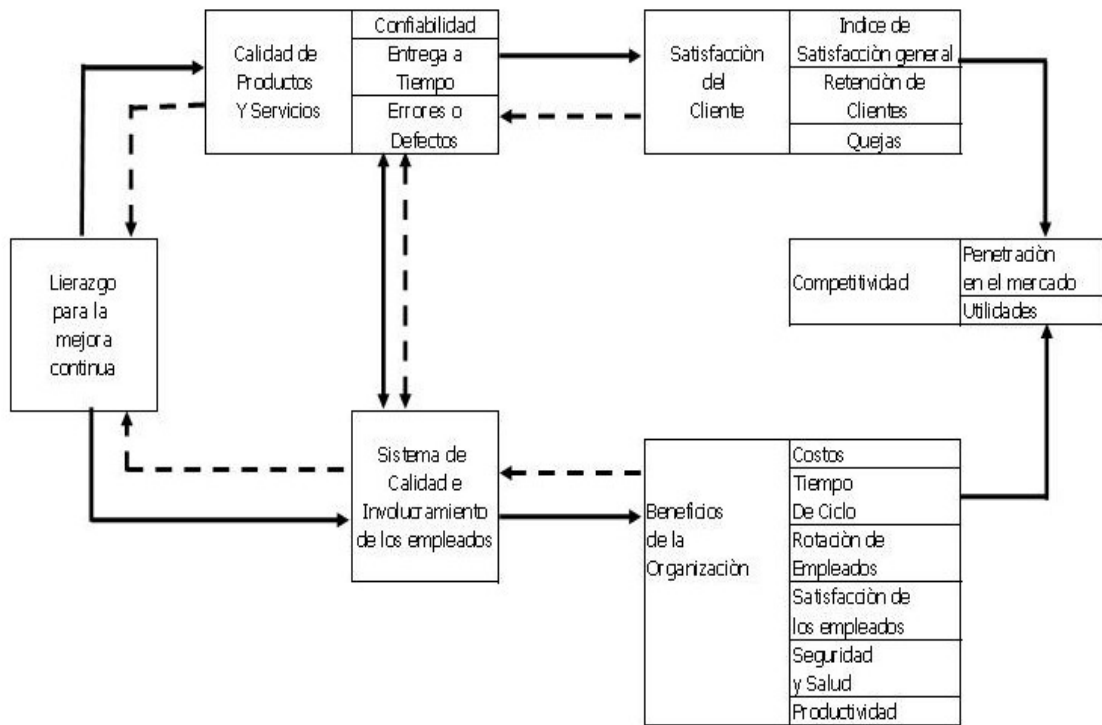 Calidad de
Productos
Y Servicios
Confiabilidad
Entrega a
Tiempo
Errores o
Defectos
Satisfacciòn
del
Cliente
Indice de
Satisfacciòn general
Retenciòn de
Clientes
Quejas
Lierazgo
para la
mejora
continua
Competitividad
Penetraciòn
en el mercado
Utilidades
Sistema de
Calidad e
Involucramiento
de los empleados
Beneficios
de la
Organizaciòn
Costos
Tiempo
De Ciclo
Rotaciòn de
Empleados
Satisfacciòn de
los empleados
Seguridad
y Salud
Productividad